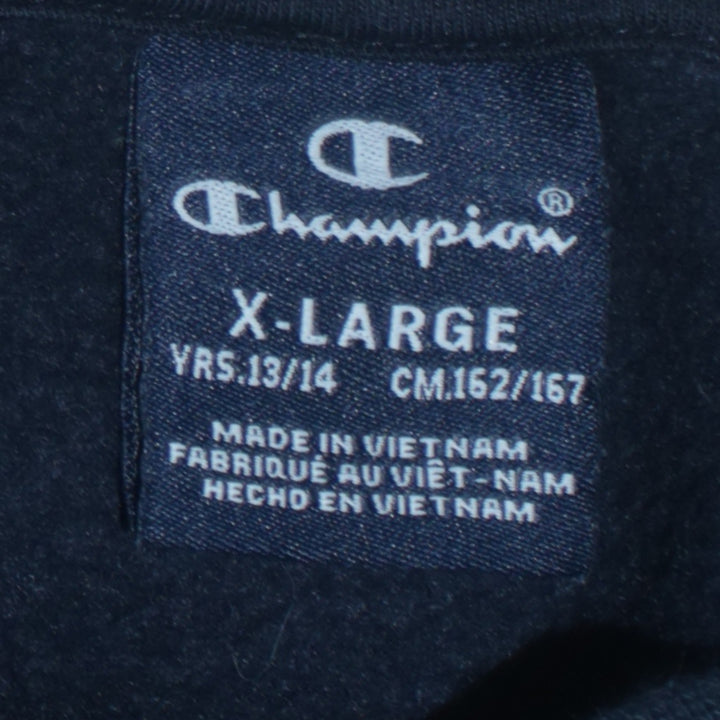 Champion®
X-LARGE
YRS.13/14 CM.162/167
MADE IN VIETNAM
FABRIQUÉ AU VIÊT-NAM
HECHO EN VIETNAM